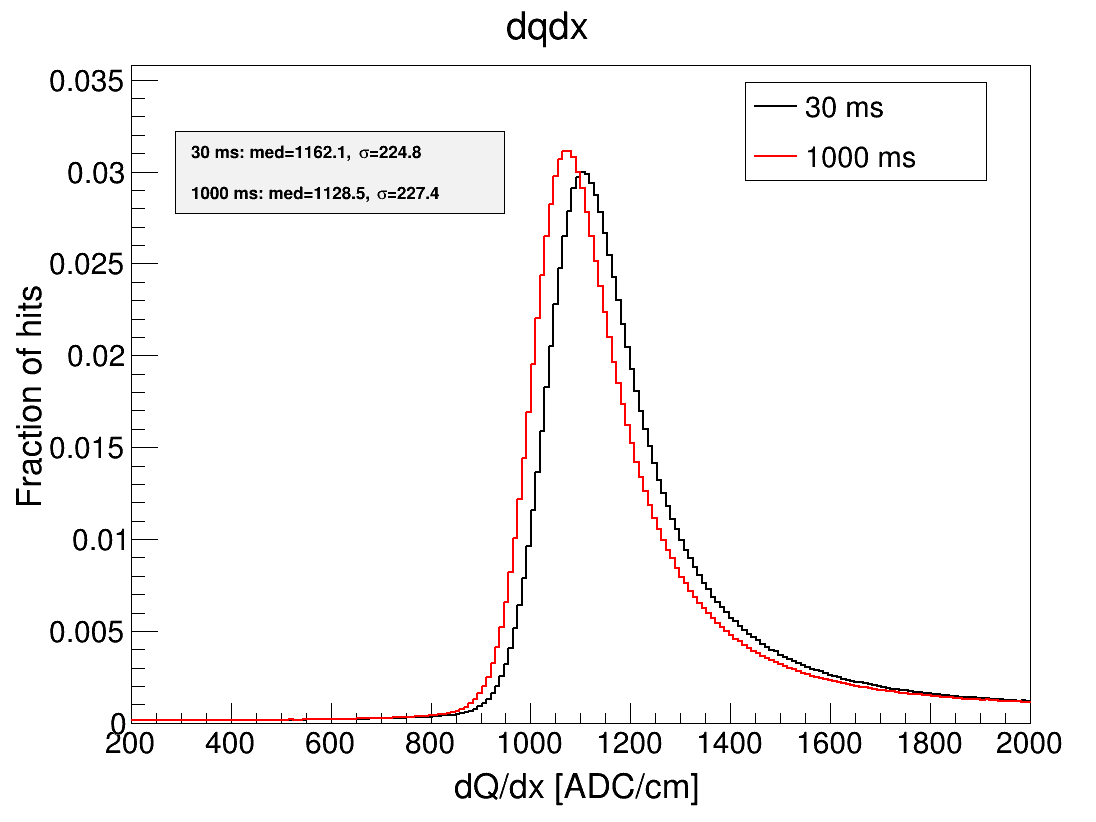 dqdx
0.035
0.03
0.025
0.02
0.015
0.01
0.005
0
Fraction of hits
30 ms: med=1162.1, σ=224.8
1000 ms: med=1128.5, σ=227.4
30 ms
1000 ms
200 400 600 800 1000 1200 1400 1600 1800 2000
dQ/dx [ADC/cm]